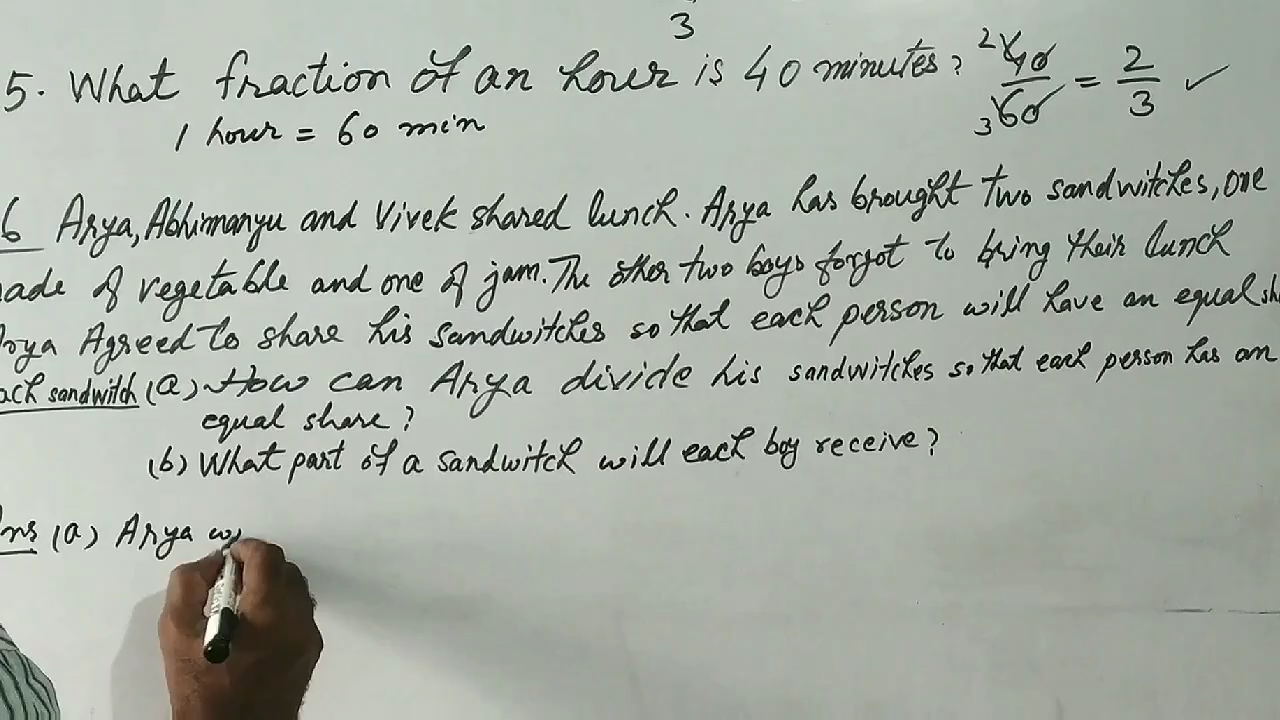 3
5. What fraction of an hour is 40 minutes? 2 40 / 3 60 = 2/3 ✓
1 hour = 60 min
6 Arya, Abhimanyu and Vivek shared lunch. Arya has brought two sandwitches, one
ade of vegetable and one of jam. The other two boys forgot to bring their lunch
Arya Agreed to share his sandwitches so that each person will have an equal sh
ach sandwitch (a) How can Arya divide his sandwitches so that each person has an
equal share?
(b) What part of a sandwitch will each boy receive?
Ans (a) Arya w